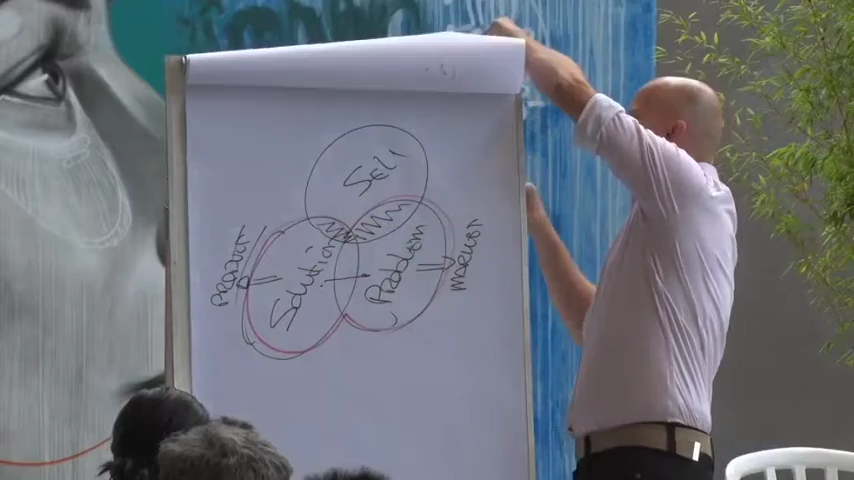 Self
Solution
Problem
PRODUCT
MARKET